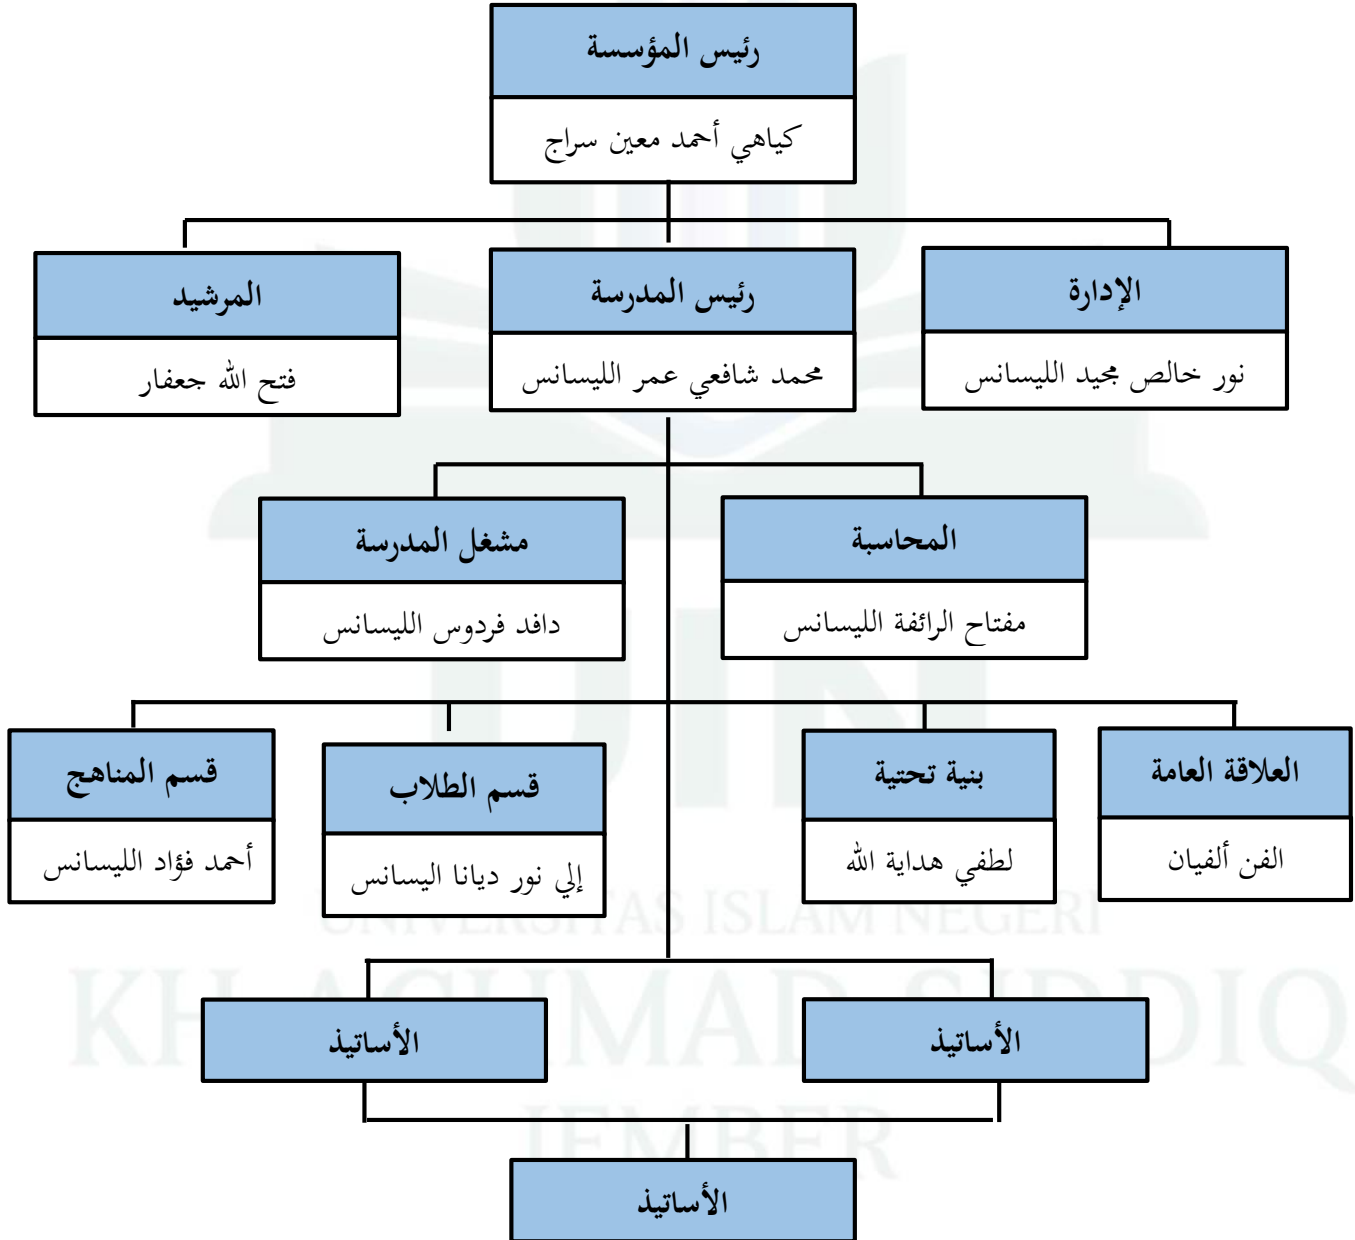 رئيس المؤسسة
كياهي أحمد معين سراج
الإدارة
نور خالص مجيد الليسانس
رئيس المدرسة
محمد شافعي عمر الليسانس
المرشيد
فتح الله جعفار
المحاسبة
مفتاح الرائفة الليسانس
مشغل المدرسة
دافد فردوس الليسانس
العلاقة العامة
الفن ألفيان
بنية تحتية
لطفي هداية الله
قسم الطلاب
إلي نور ديانا اليسانس
قسم المناهج
أحمد فؤاد الليسانس
الأساتيذ
الأساتيذ
الأساتيذ
UIN
UNIVERSITAS ISLAM NEGERI
KH ACHMAD SIDDIQ
JEMBER